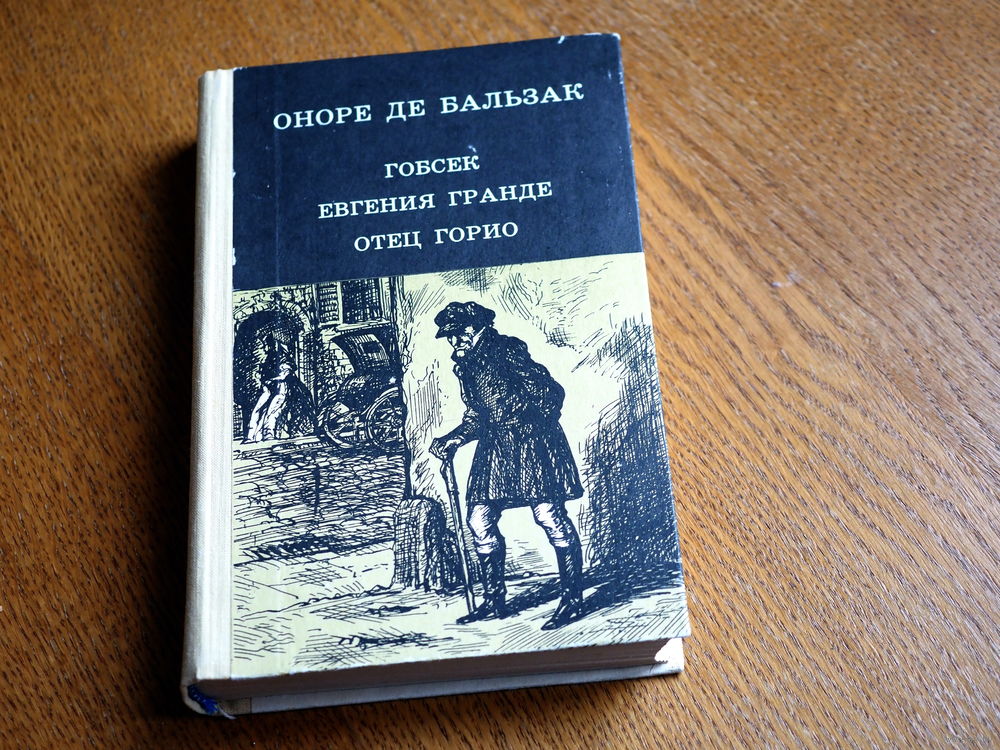 ОНОРЕ ДЕ БАЛЬЗАК
ГОБСЕК
ЕВГЕНИЯ ГРАНДЕ
ОТЕЦ ГОРИО